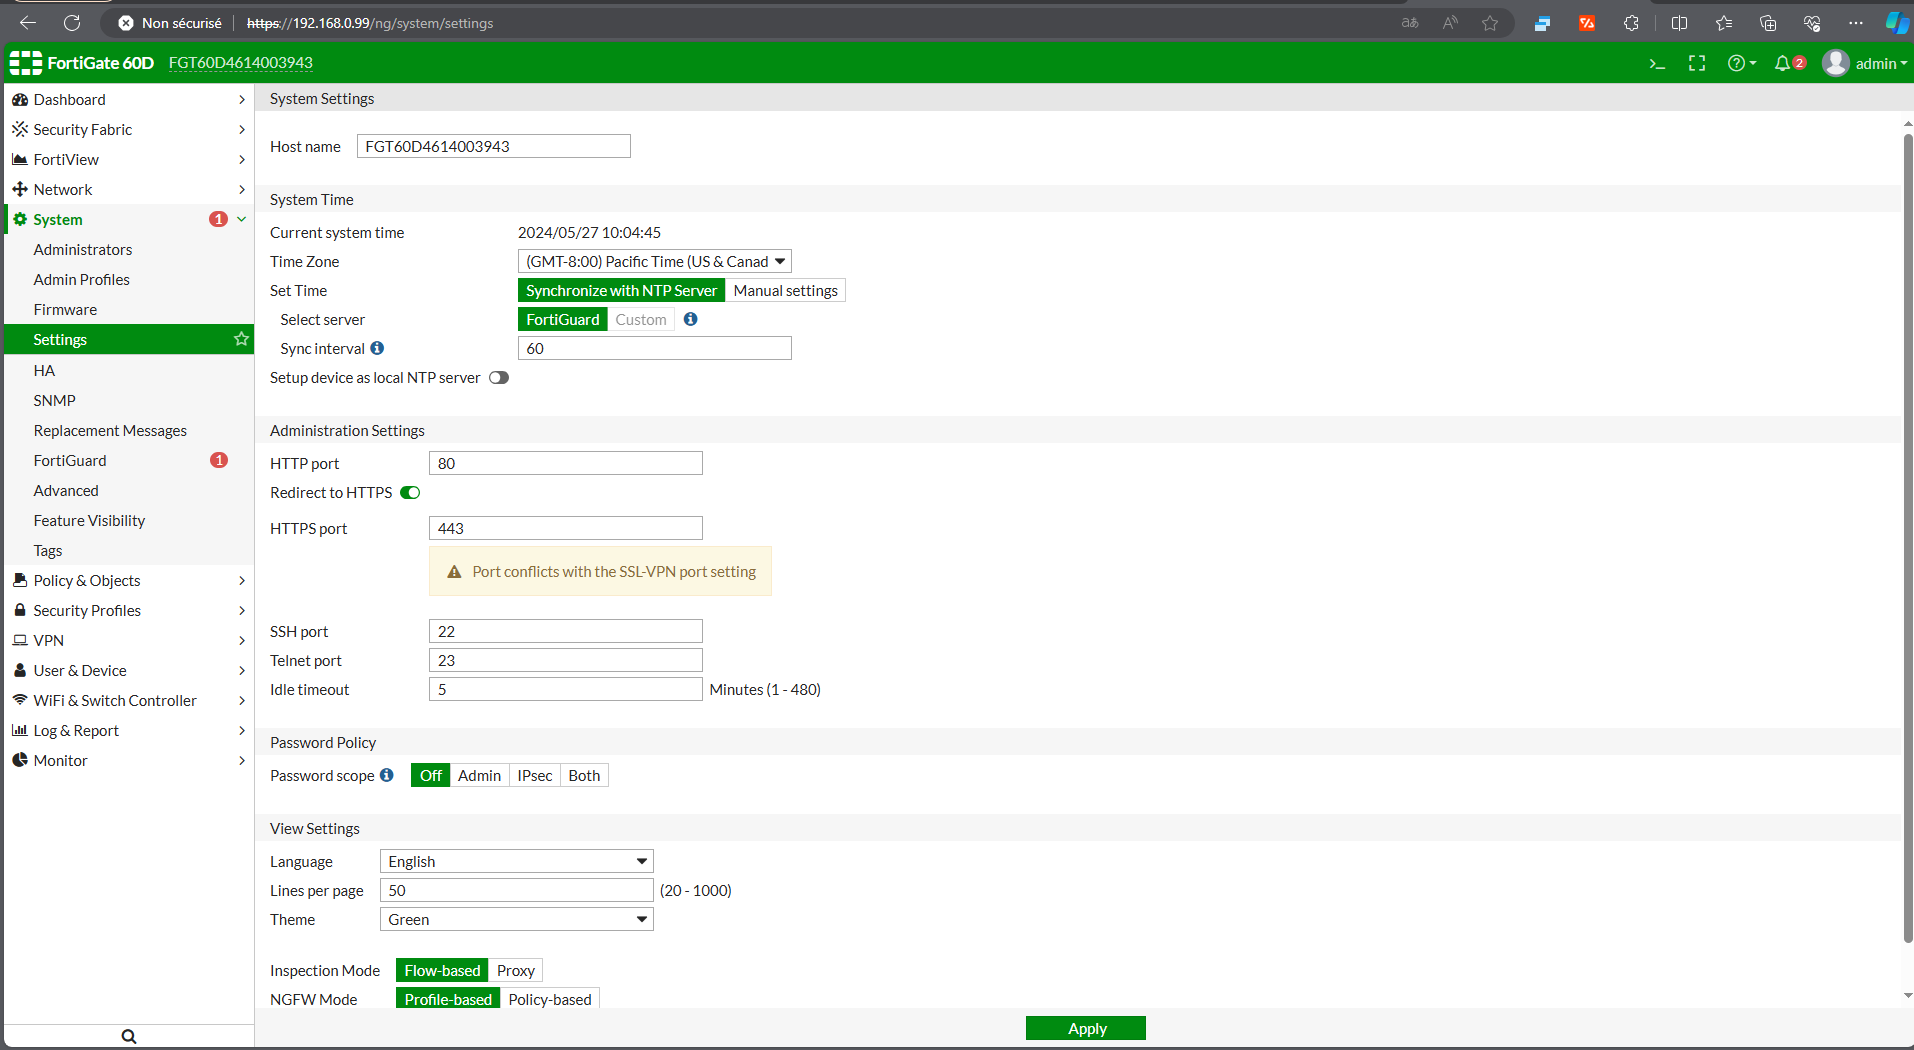 Non sécurisé
https://192.168.0.99/ng/system/settings
FortiGate 60D
FGT60D4614003943
2
admin
Dashboard
Security Fabric
FortiView
Network
System 1
Administrators
Admin Profiles
Firmware
Settings
HA
SNMP
Replacement Messages
FortiGuard 1
Advanced
Feature Visibility
Tags
Policy & Objects
Security Profiles
VPN
User & Device
WiFi & Switch Controller
Log & Report
Monitor
System Settings
Host name FGT60D4614003943
System Time
Current system time 2024/05/27 10:04:45
Time Zone (GMT-8:00) Pacific Time (US & Canad
Set Time Synchronize with NTP Server Manual settings
Select server FortiGuard Custom
Sync interval 60
Setup device as local NTP server
Administration Settings
HTTP port 80
Redirect to HTTPS
HTTPS port 443
Port conflicts with the SSL-VPN port setting
SSH port 22
Telnet port 23
Idle timeout 5 Minutes (1 - 480)
Password Policy
Password scope Off Admin IPsec Both
View Settings
Language English
Lines per page 50 (20 - 1000)
Theme Green
Inspection Mode Flow-based Proxy
NGFW Mode Profile-based Policy-based
Apply